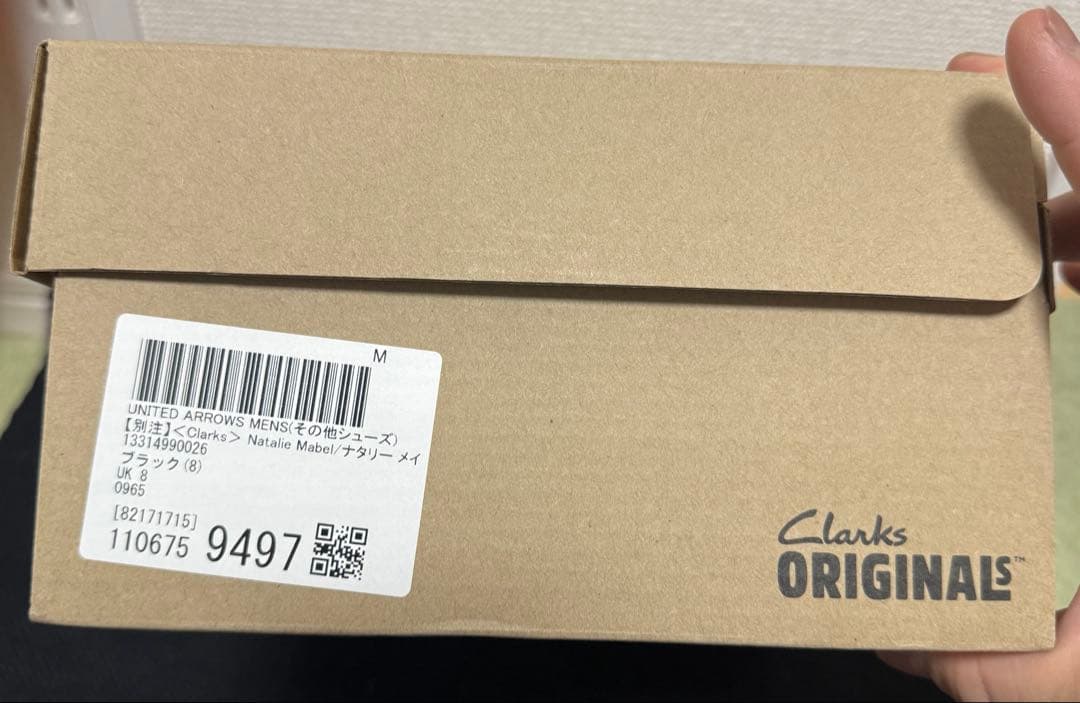 M
UNITED ARROWS MENS(その他シューズ)
【別注】<Clarks> Natalie Mabel/ナタリー メイ
13314990026
ブラック(8)
UK 8
0965
[82171715]
110675 9497
Clarks
ORIGINALS™